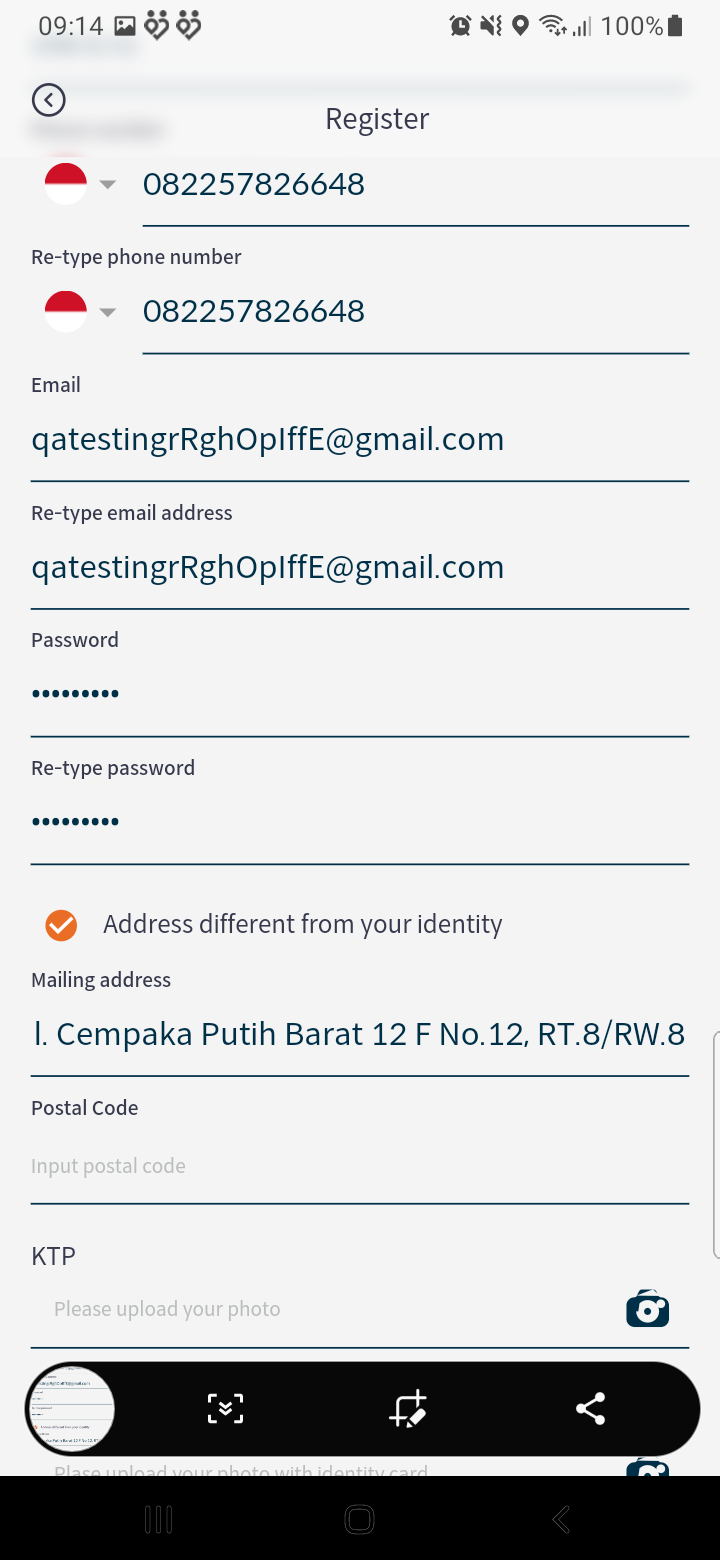 09:14
100%
Register
082257826648
Re-type phone number
082257826648
Email
qatestingrRghOpIffE@gmail.com
Re-type email address
qatestingrRghOpIffE@gmail.com
Password
•••••••••
Re-type password
•••••••••
Address different from your identity
Mailing address
l. Cempaka Putih Barat 12 F No.12, RT.8/RW.8
Postal Code
Input postal code
KTP
Please upload your photo
Plase upload your photo with identity card